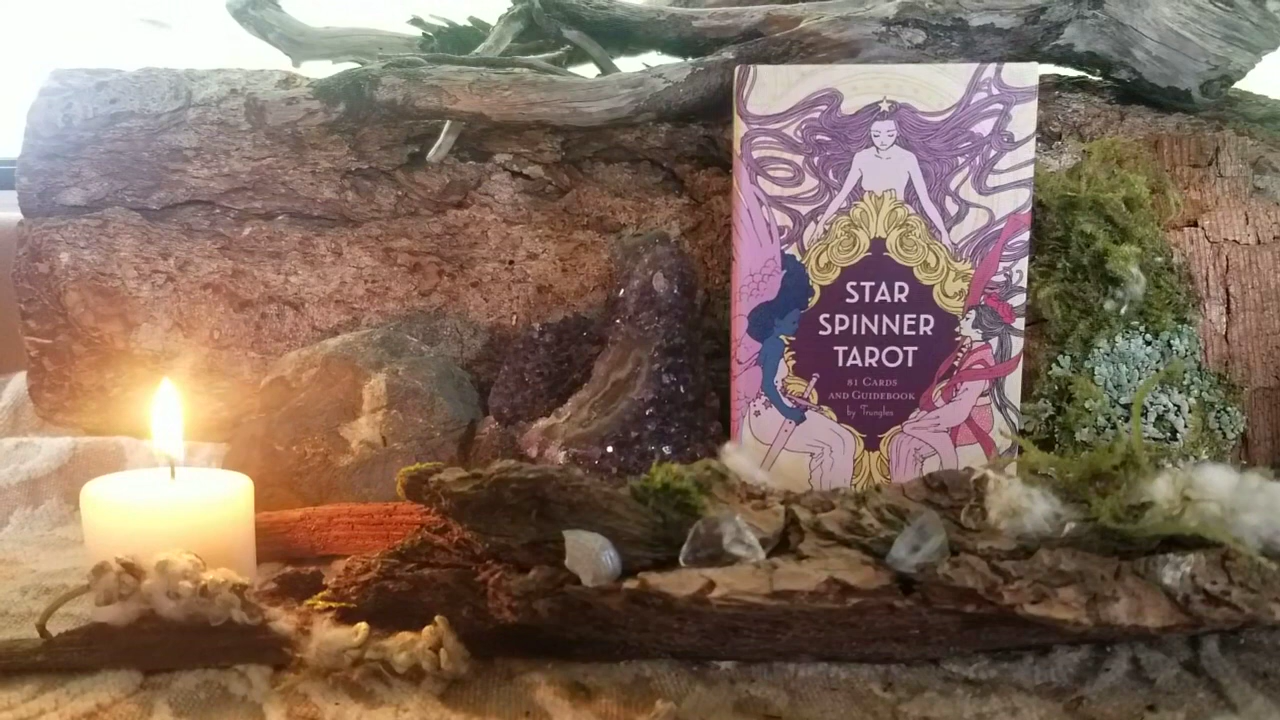 STAR
SPINNER
TAROT
81 CARDS
AND GUIDEBOOK
by Trungles